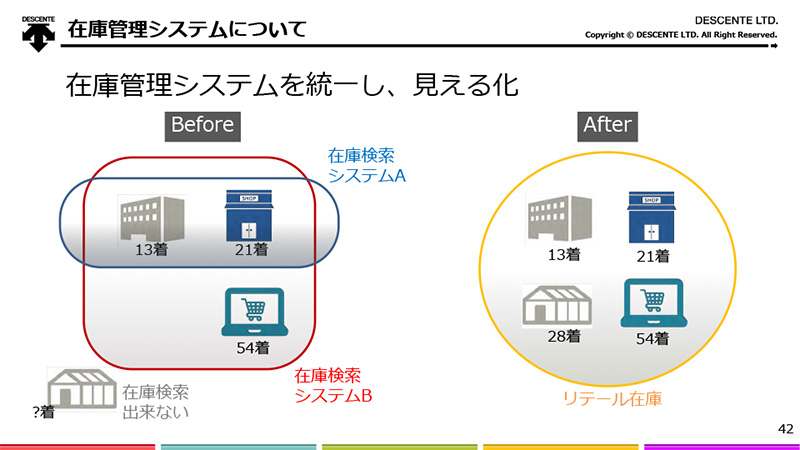 DESCENTE
在庫管理システムについて
DESCENTE LTD.
Copyright © DESCENTE LTD. All Right Reserved.
在庫管理システムを統一し、見える化
Before
After
在庫検索
システムA
SHOP
13着
21着
54着
在庫検索
システムB
?着
在庫検索
出来ない
SHOP
13着
21着
28着
54着
リテール在庫
42